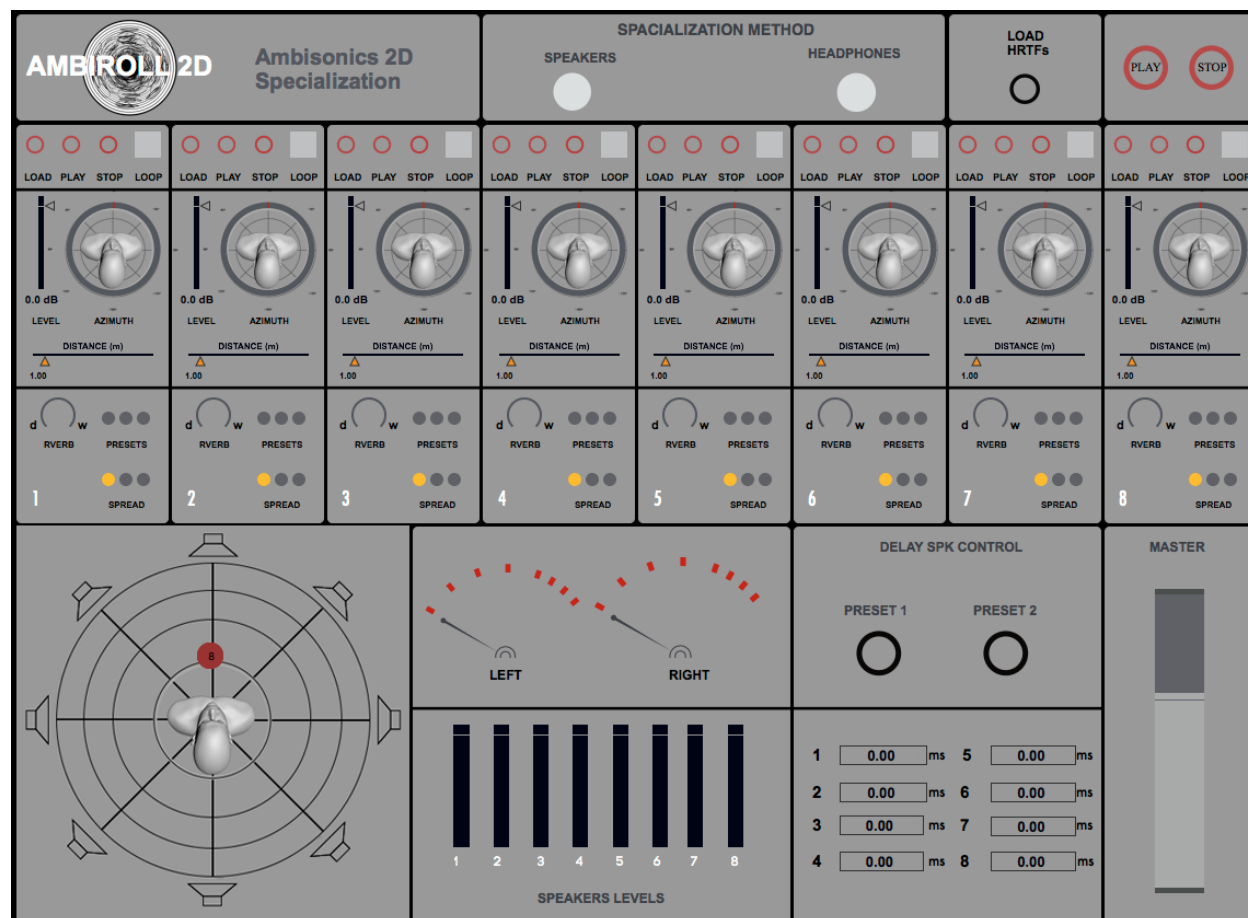 AMBIROLL 2D
Ambisonics 2D
Specialization
SPACIALIZATION METHOD
SPEAKERS
HEADPHONES
LOAD
HRTFs
PLAY
STOP
LOAD PLAY STOP LOOP LOAD PLAY STOP LOOP LOAD PLAY STOP LOOP LOAD PLAY STOP LOOP LOAD PLAY STOP LOOP LOAD PLAY STOP LOOP LOAD PLAY STOP LOOP LOAD PLAY STOP LOOP
0.0 dB 0.0 dB 0.0 dB 0.0 dB 0.0 dB 0.0 dB 0.0 dB 0.0 dB
LEVEL AZIMUTH LEVEL AZIMUTH LEVEL AZIMUTH LEVEL AZIMUTH LEVEL AZIMUTH LEVEL AZIMUTH LEVEL AZIMUTH LEVEL AZIMUTH
DISTANCE (m) DISTANCE (m) DISTANCE (m) DISTANCE (m) DISTANCE (m) DISTANCE (m) DISTANCE (m) DISTANCE (m)
1.00 1.00 1.00 1.00 1.00 1.00 1.00 1.00
d w d w d w d w d w d w d w d w
RVERB PRESETS RVERB PRESETS RVERB PRESETS RVERB PRESETS RVERB PRESETS RVERB PRESETS RVERB PRESETS RVERB PRESETS
1 2 3 4 5 6 7 8
SPREAD SPREAD SPREAD SPREAD SPREAD SPREAD SPREAD SPREAD
8
LEFT RIGHT
1 2 3 4 5 6 7 8
SPEAKERS LEVELS
DELAY SPK CONTROL
PRESET 1 PRESET 2
1 0.00 ms 5 0.00 ms
2 0.00 ms 6 0.00 ms
3 0.00 ms 7 0.00 ms
4 0.00 ms 8 0.00 ms
MASTER